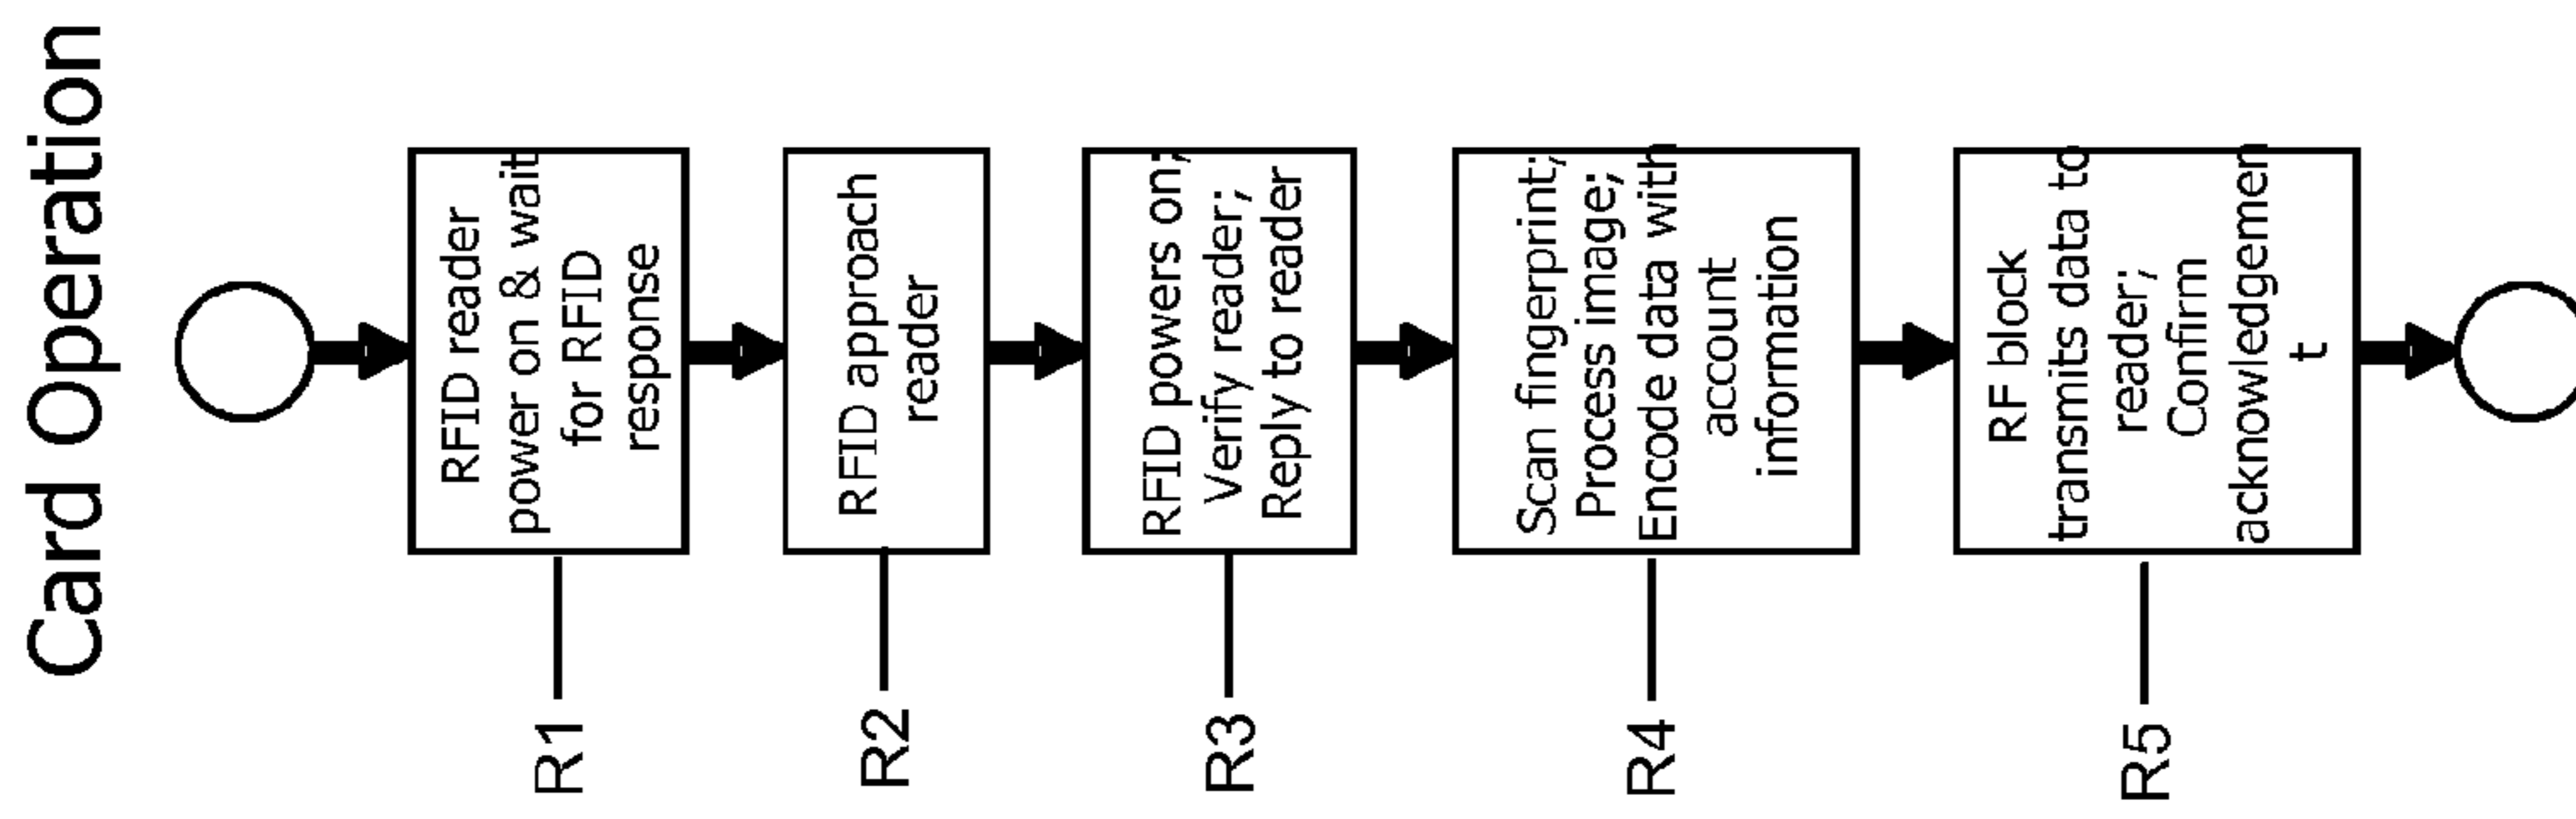 Card Operation
R1
RFID reader
power on & wait
for RFID
response
R2
RFID approach
reader
R3
RFID powers on;
Verify reader;
Reply to reader
R4
Scan fingerprint;
Process image;
Encode data with
account
information
R5
RF block
transmits data to
reader;
Confirm
acknowledgemen
t